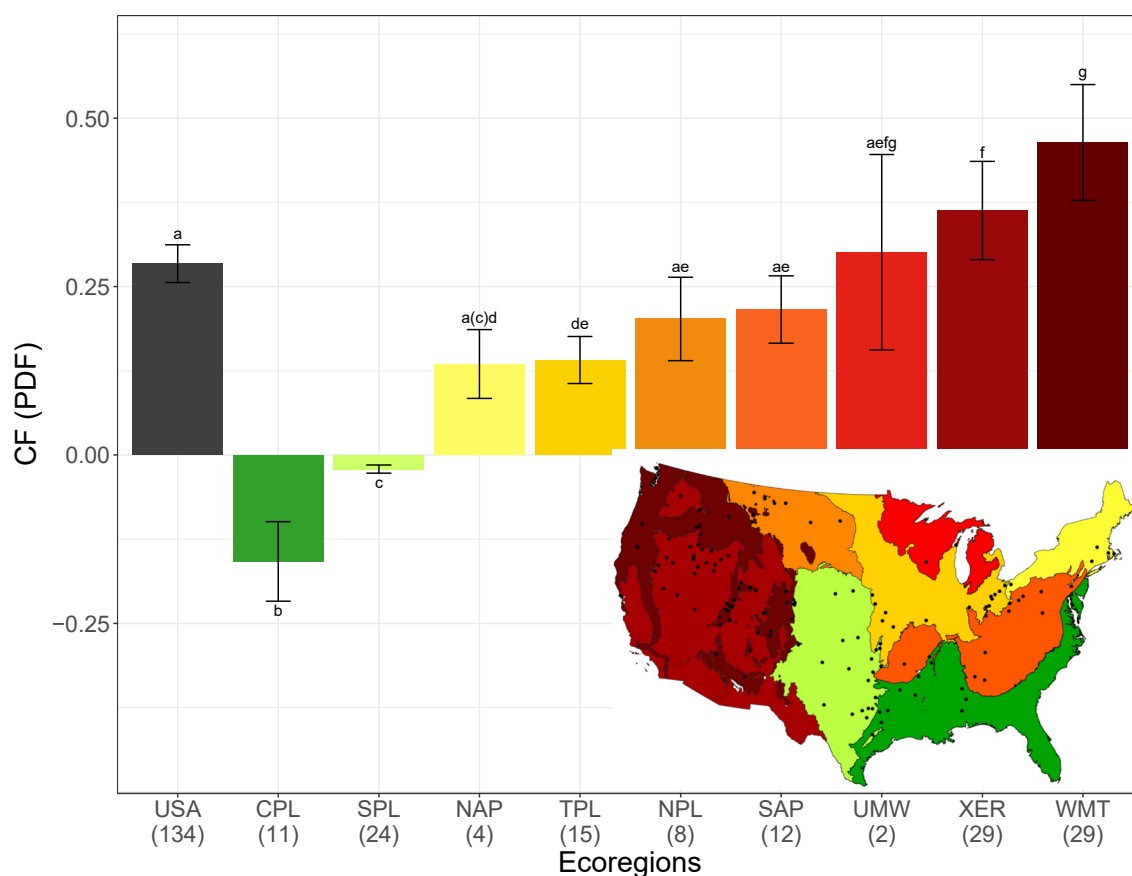 g
0.50
aefg
f
a
0.25
ae
ae
a(c)d
de
CF (PDF)
0.00
c
b
−0.25
USA CPL SPL NAP TPL NPL SAP UMW XER WMT
(134) (11) (24) (4) (15) (8) (12) (2) (29) (29)
Ecoregions